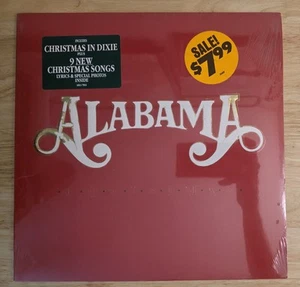 INCLUDES
CHRISTMAS IN DIXIE
PLUS
9 NEW
CHRISTMAS SONGS
LYRICS & SPECIAL PHOTOS
INSIDE
SALE!
$7.99
ALABAMA